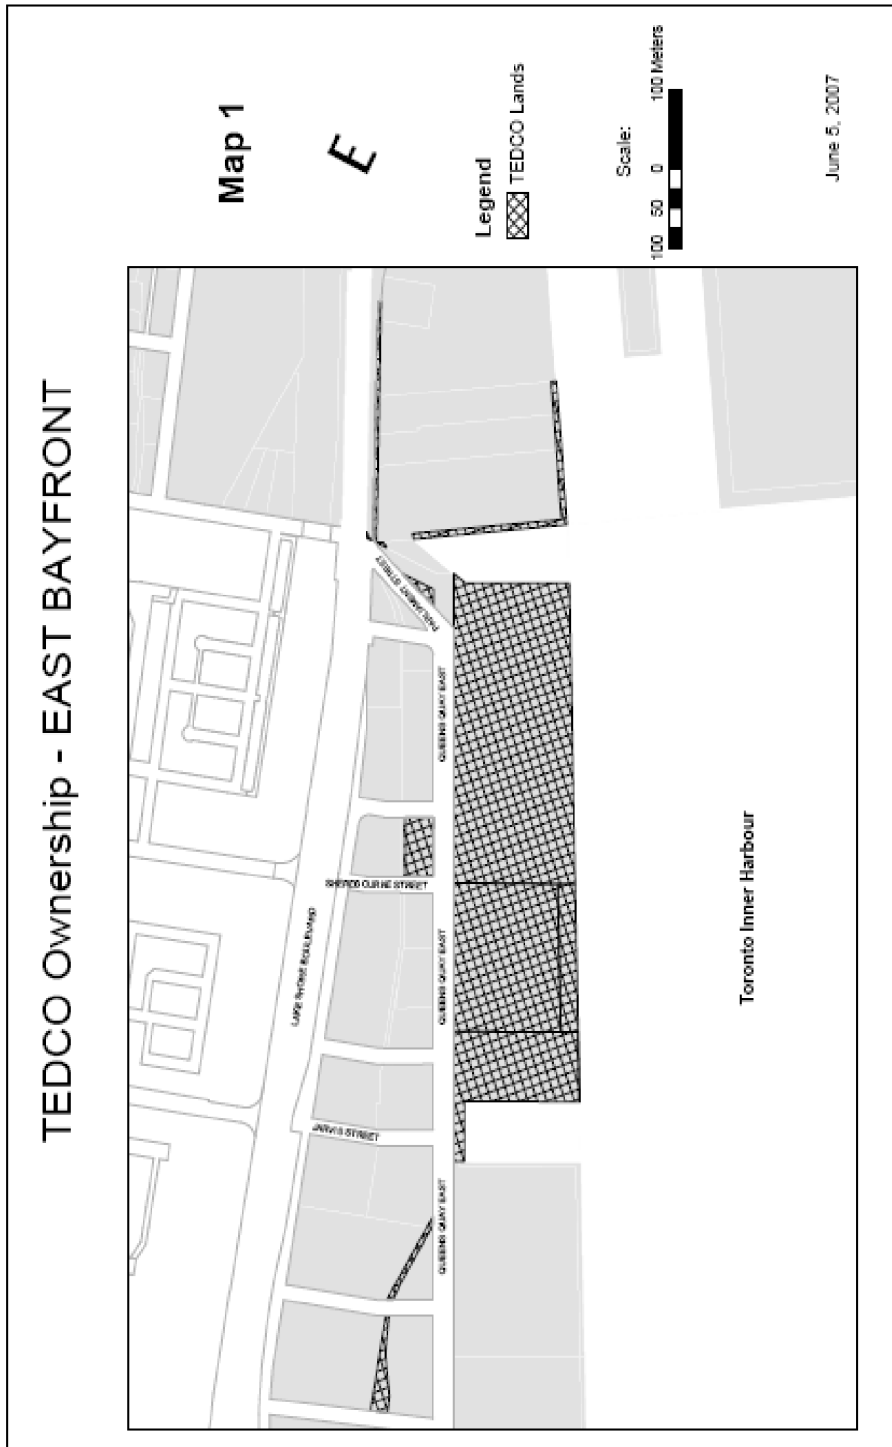 TEDCO Ownership - EAST BAYFRONT
Map 1
E
Legend
TEDCO Lands
Scale:
100 50 0 100 Meters
June 5, 2007
LAKE SHORE BOULEVARD
PARLIAMENT STREET
SHERBOURNE STREET
JARVIS STREET
QUEENS QUAY EAST
QUEENS QUAY EAST
QUEENS QUAY EAST
Toronto Inner Harbour